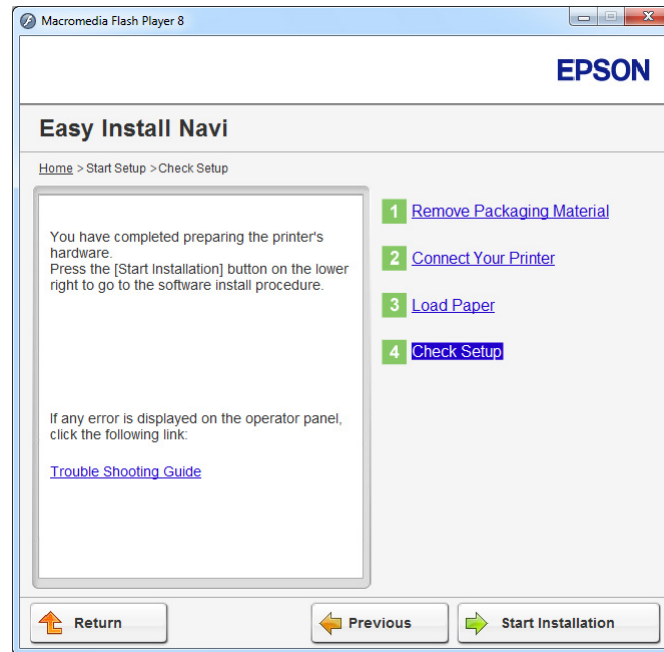 Macromedia Flash Player 8
EPSON
Easy Install Navi
Home > Start Setup >Check Setup
You have completed preparing the printer's
hardware.
Press the [Start Installation] button on the lower
right to go to the software install procedure.
If any error is displayed on the operator panel,
click the following link:
Trouble Shooting Guide
1 Remove Packaging Material
2 Connect Your Printer
3 Load Paper
4 Check Setup
Return
Previous
Start Installation